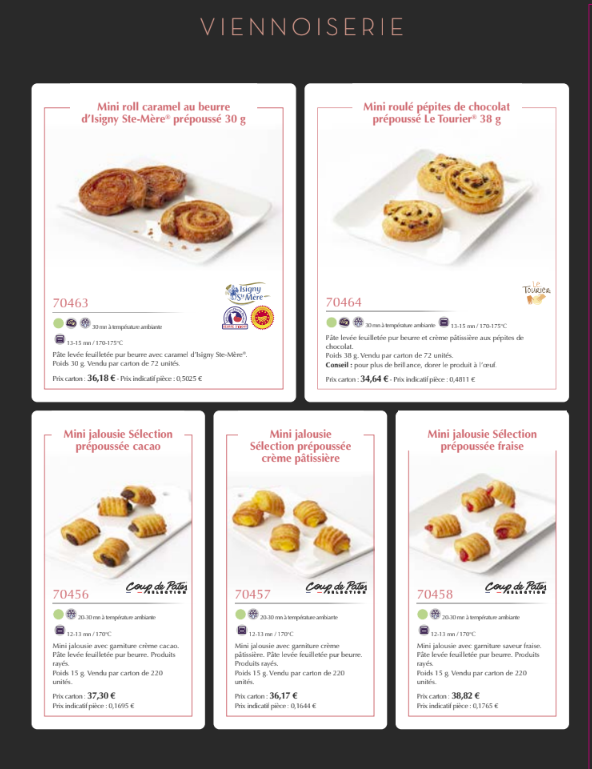 VIENNOISERIE
Mini roll caramel au beurre
d'Isigny Ste-Mère® prépoussé 30 g
Isigny
Ste Mère
70463
30 mn à température ambiante
13-15 mn / 170-175°C
Pâte levée feuilletée pur beurre avec caramel d'Isigny Ste-Mère®.
Poids 30 g. Vendu par carton de 72 unités.
Prix carton : 36,18 € - Prix indicatif pièce : 0,5025 €
Mini roulé pépites de chocolat
prépoussé Le Tourier® 38 g
Le
Tourier
70464
30 mn à température ambiante 13-15 mn / 170-175°C
Pâte levée feuilletée pur beurre et crème pâtissière aux pépites de
chocolat.
Poids 38 g. Vendu par carton de 72 unités.
Conseil : pour plus de brillance, dorer le produit à l'œuf.
Prix carton : 34,64 € - Prix indicatif pièce : 0,4811 €
Mini jalousie Sélection
prépoussée cacao
Coup de Pates
SELECTION
70456
20-30 mn à température ambiante
12-13 mn / 170°C
Mini jalousie avec garniture crème cacao.
Pâte levée feuilletée pur beurre. Produits
rayés.
Poids 15 g. Vendu par carton de 220
unités.
Prix carton : 37,30 €
Prix indicatif pièce : 0,1695 €
Mini jalousie
Sélection prépoussée
crème pâtissière
Coup de Pates
SELECTION
70457
20-30 mn à température ambiante
12-13 mn / 170°C
Mini jalousie avec garniture crème
pâtissière. Pâte levée feuilletée pur beurre.
Produits rayés.
Poids 15 g. Vendu par carton de 220
unités.
Prix carton : 36,17 €
Prix indicatif pièce : 0,1644 €
Mini jalousie Sélection
prépoussée fraise
Coup de Pates
SELECTION
70458
20-30 mn à température ambiante
12-13 mn / 170°C
Mini jalousie avec garniture saveur fraise.
Pâte levée feuilletée pur beurre. Produits
rayés.
Poids 15 g. Vendu par carton de 220
unités.
Prix carton : 38,82 €
Prix indicatif pièce : 0,1765 €